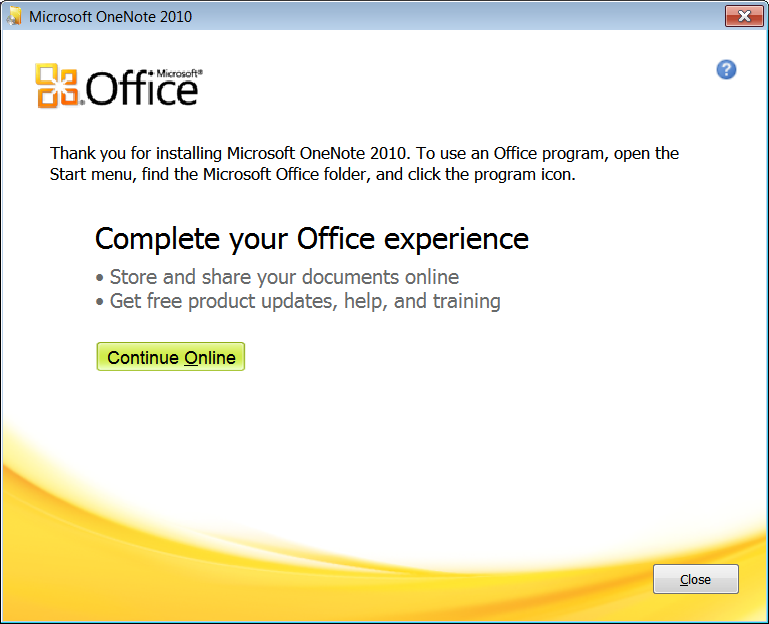 Microsoft OneNote 2010
Microsoft®
Office
Thank you for installing Microsoft OneNote 2010. To use an Office program, open the
Start menu, find the Microsoft Office folder, and click the program icon.
Complete your Office experience
• Store and share your documents online
• Get free product updates, help, and training
Continue Online
Close